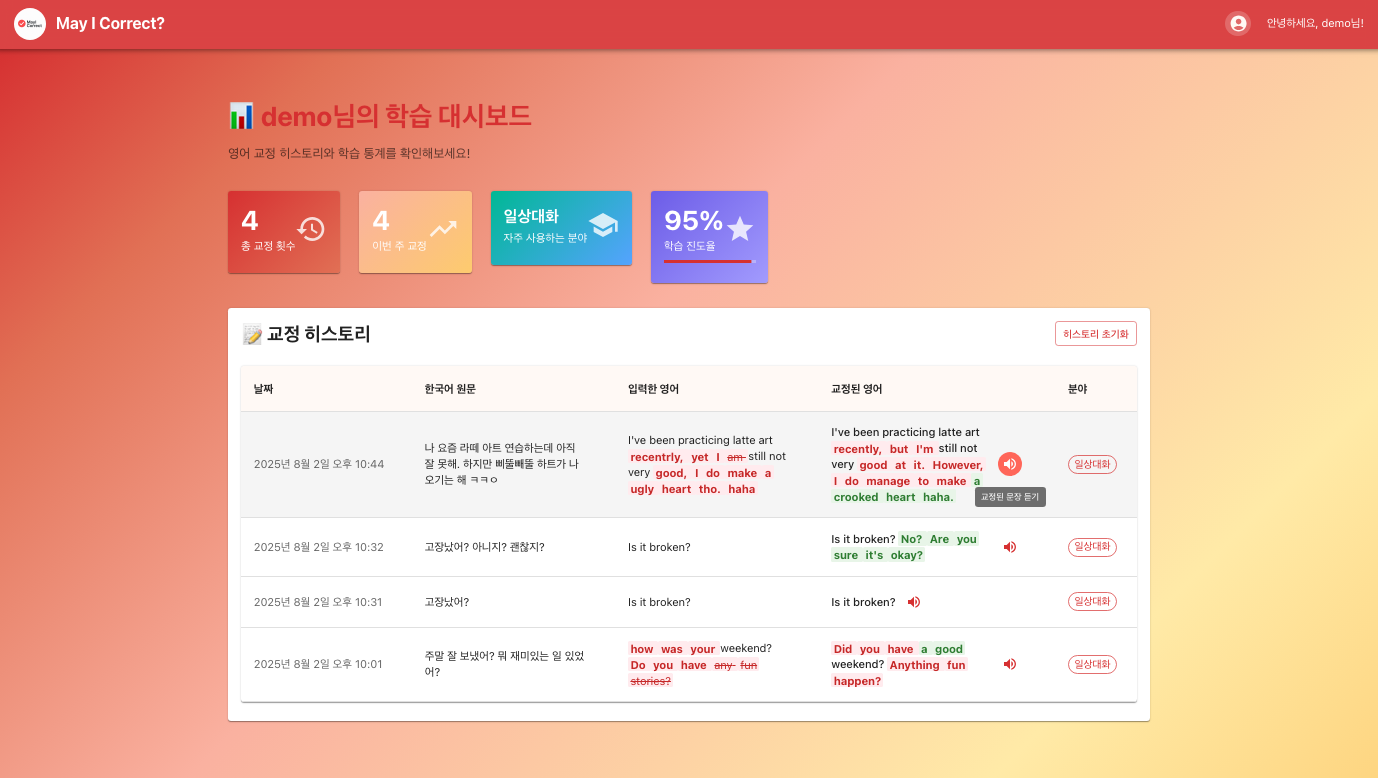 May I Correct?
May I Correct?
안녕하세요, demo님!
demo님의 학습 대시보드
영어 교정 히스토리와 학습 통계를 확인해보세요!
4
총 교정 횟수
4
이번 주 교정
일상대화
자주 사용하는 분야
95%
학습 진도율
교정 히스토리
히스토리 초기화
날짜 한국어 원문 입력한 영어 교정된 영어 분야
2025년 8월 2일 오후 10:44
나 요즘 라떼 아트 연습하는데 아직
잘 못해. 하지만 삐뚤빼뚤 하트가 나
오기는 해 ㅋㅋㅇ
I've been practicing latte art
recentrly, yet I am still not
very good, I do make a
ugly heart tho. haha
I've been practicing latte art
recently, but I'm still not
very good at it. However,
I do manage to make a
crooked heart haha.
교정된 문장 듣기
일상대화
2025년 8월 2일 오후 10:32
고장났어? 아니지? 괜찮지?
Is it broken?
Is it broken? No? Are you
sure it's okay?
일상대화
2025년 8월 2일 오후 10:31
고장났어?
Is it broken?
Is it broken?
일상대화
2025년 8월 2일 오후 10:01
주말 잘 보냈어? 뭐 재미있는 일 있었
어?
how was your weekend?
Do you have any fun
stories?
Did you have a good
weekend? Anything fun
happen?
일상대화